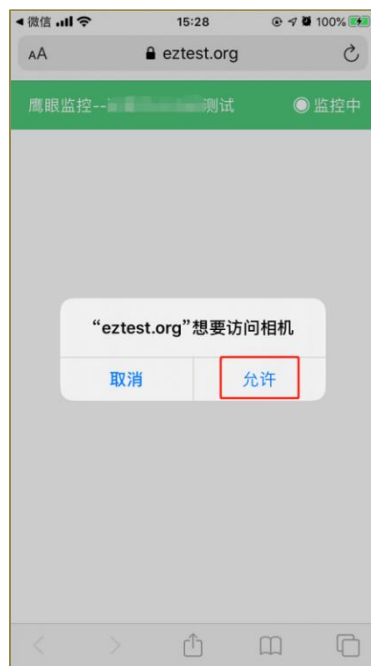 微信
15:28
100%
AA
eztest.org
鹰眼监控--
测试
监控中
“eztest.org”想要访问相机
取消
允许